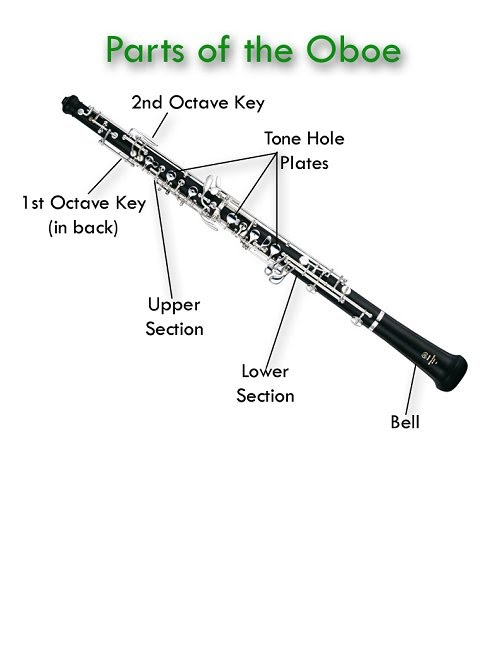 Parts of the Oboe
2nd Octave Key
Tone Hole
Plates
1st Octave Key
(in back)
Upper
Section
Lower
Section
Bell